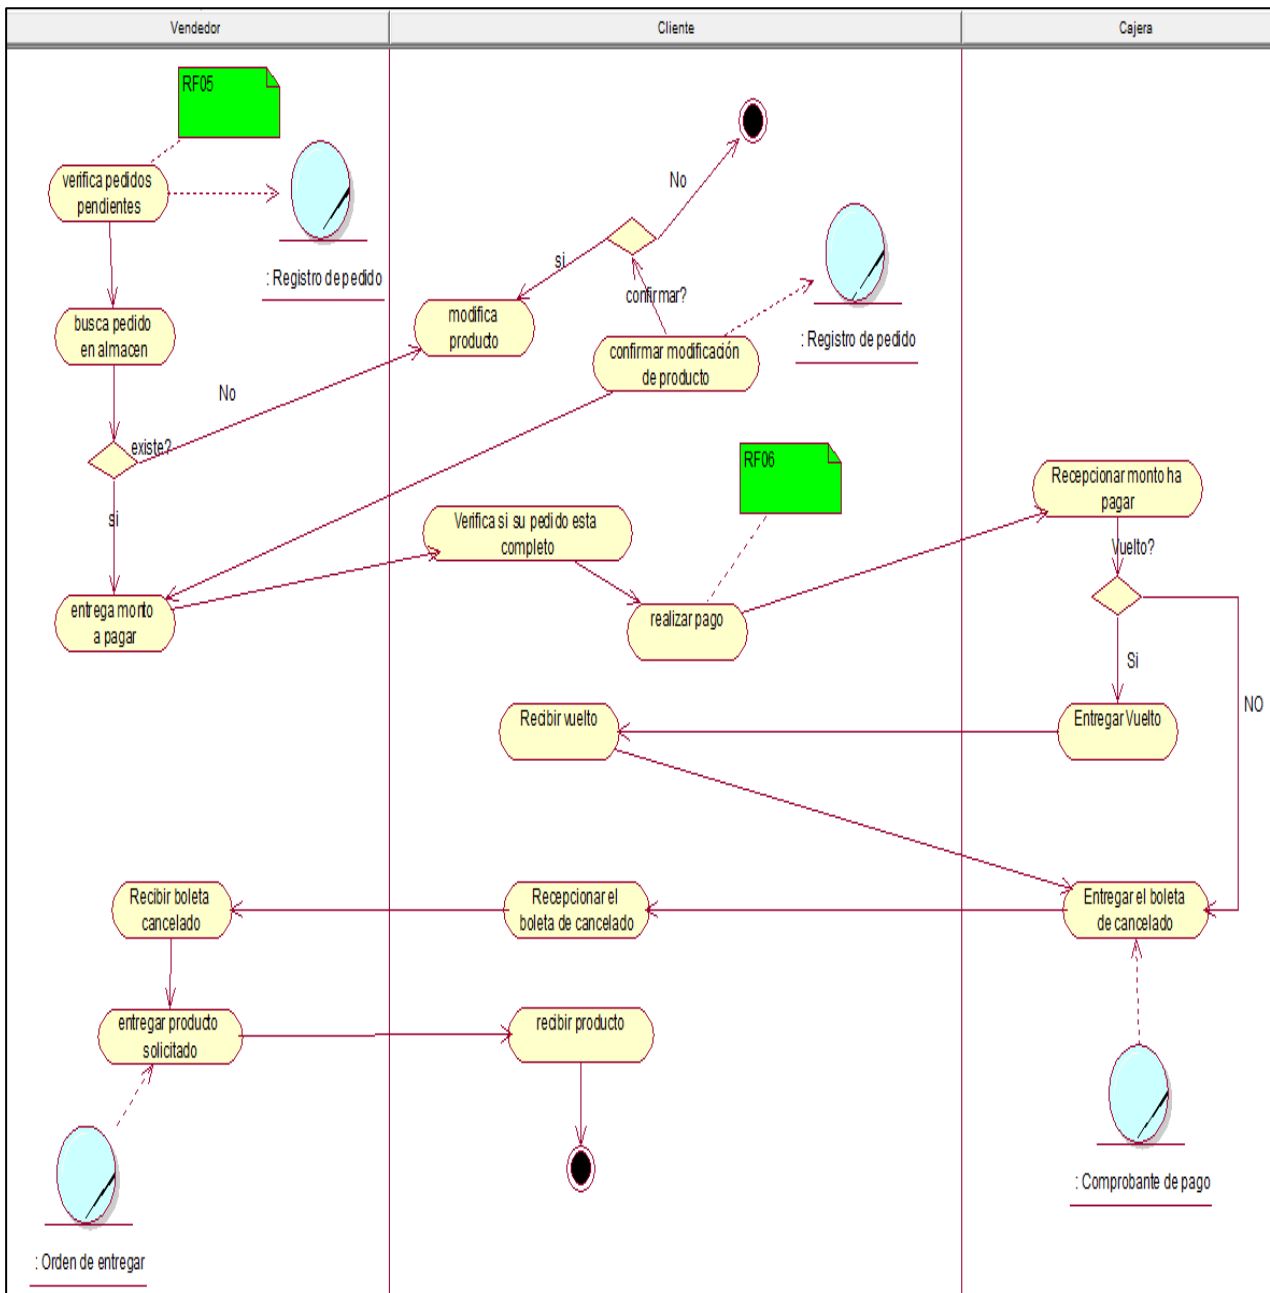 Vendedor
Cliente
Cajera
RF05
verifica pedidos
pendientes
: Registro de pedido
No
si
confirmar?
modifica
producto
confirmar modificación
de producto
: Registro de pedido
busca pedido
en almacen
No
existe?
si
RF06
Recepcionar monto ha
pagar
Vuelto?
Verifica si su pedido esta
completo
entrega monto
a pagar
realizar pago
Si
NO
Recibir vuelto
Entregar Vuelto
Recibir boleta
cancelado
Recepcionar el
boleta de cancelado
Entregar el boleta
de cancelado
entregar producto
solicitado
recibir producto
: Comprobante de pago
: Orden de entregar